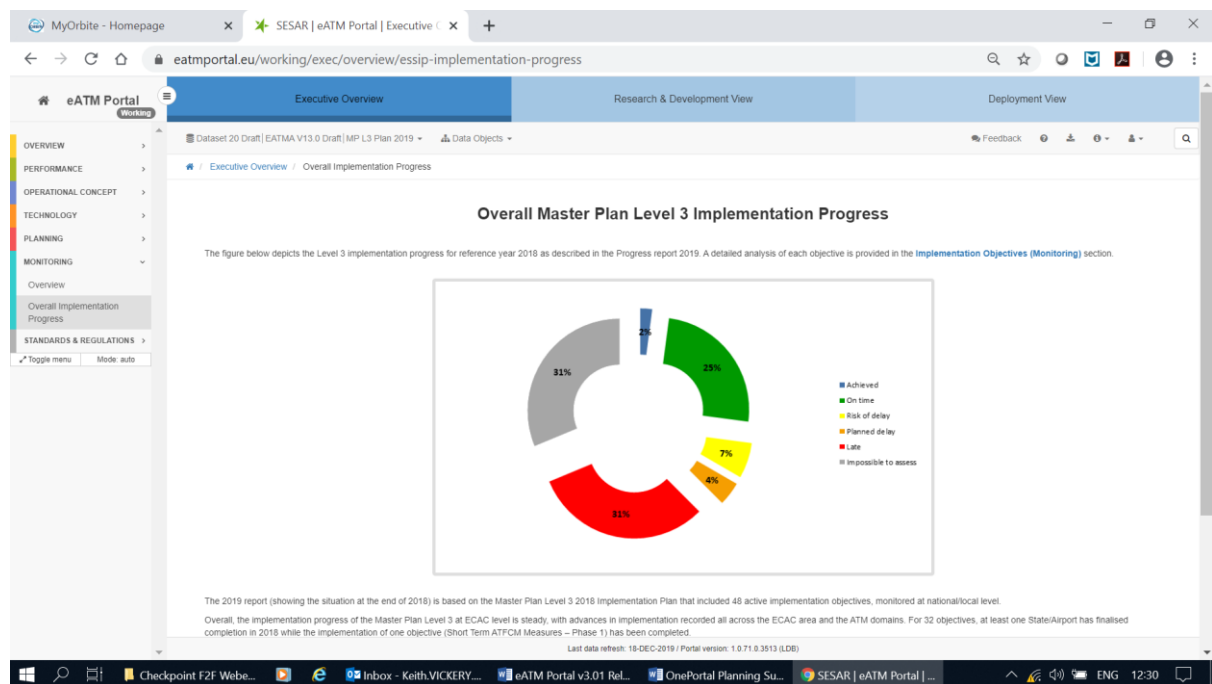 MyOrbite - Homepage
SESAR | eATM Portal | Executive
eatmportal.eu/working/exec/overview/essip-implementation-progress
eATM Portal
Working
Executive Overview
Research & Development View
Deployment View
Dataset 20 Draft| EATMA V13.0 Draft| MP L3 Plan 2019
Data Objects
Feedback
OVERVIEW
PERFORMANCE
OPERATIONAL CONCEPT
TECHNOLOGY
PLANNING
MONITORING
Overview
Overall Implementation
Progress
STANDARDS & REGULATIONS
Toggle menu Mode: auto
/ Executive Overview / Overall Implementation Progress
Overall Master Plan Level 3 Implementation Progress
The figure below depicts the Level 3 implementation progress for reference year 2018 as described in the Progress report 2019. A detailed analysis of each objective is provided in the Implementation Objectives (Monitoring) section.
2%
25%
31%
7%
4%
31%
Achieved
On time
Risk of delay
Planned delay
Late
Impossible to assess
The 2019 report (showing the situation at the end of 2018) is based on the Master Plan Level 3 2018 Implementation Plan that included 48 active implementation objectives, monitored at national/local level.
Overall, the implementation progress of the Master Plan Level 3 at ECAC level is steady, with advances in implementation recorded all across the ECAC area and the ATM domains. For 32 objectives, at least one State/Airport has finalised
completion in 2018 while the implementation of one objective (Short Term ATFCM Measures – Phase 1) has been completed.
Last data refresh: 18-DEC-2019 / Portal version: 1.0.71.0.3513 (LDB)
Checkpoint F2F Webe...
Inbox - Keith.VICKERY....
eATM Portal v3.01 Rel...
OnePortal Planning Su...
SESAR | eATM Portal | ...
ENG
12:30